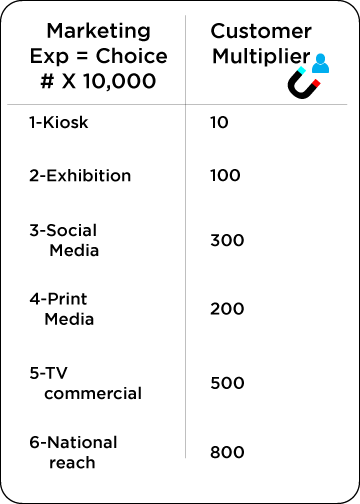 Marketing
Exp = Choice
# X 10,000
Customer
Multiplier
1-Kiosk
10
2-Exhibition
100
3-Social
Media
300
4-Print
Media
200
5-TV
commercial
500
6-National
reach
800